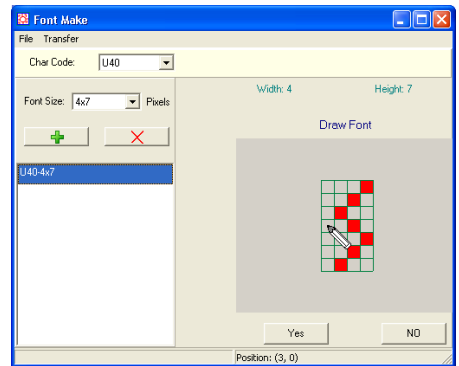 Font Make
File Transfer
Char Code: U40
Font Size: 4x7 Pixels
U40-4x7
Width: 4 Height: 7
Draw Font
Yes NO
Position: (3, 0)